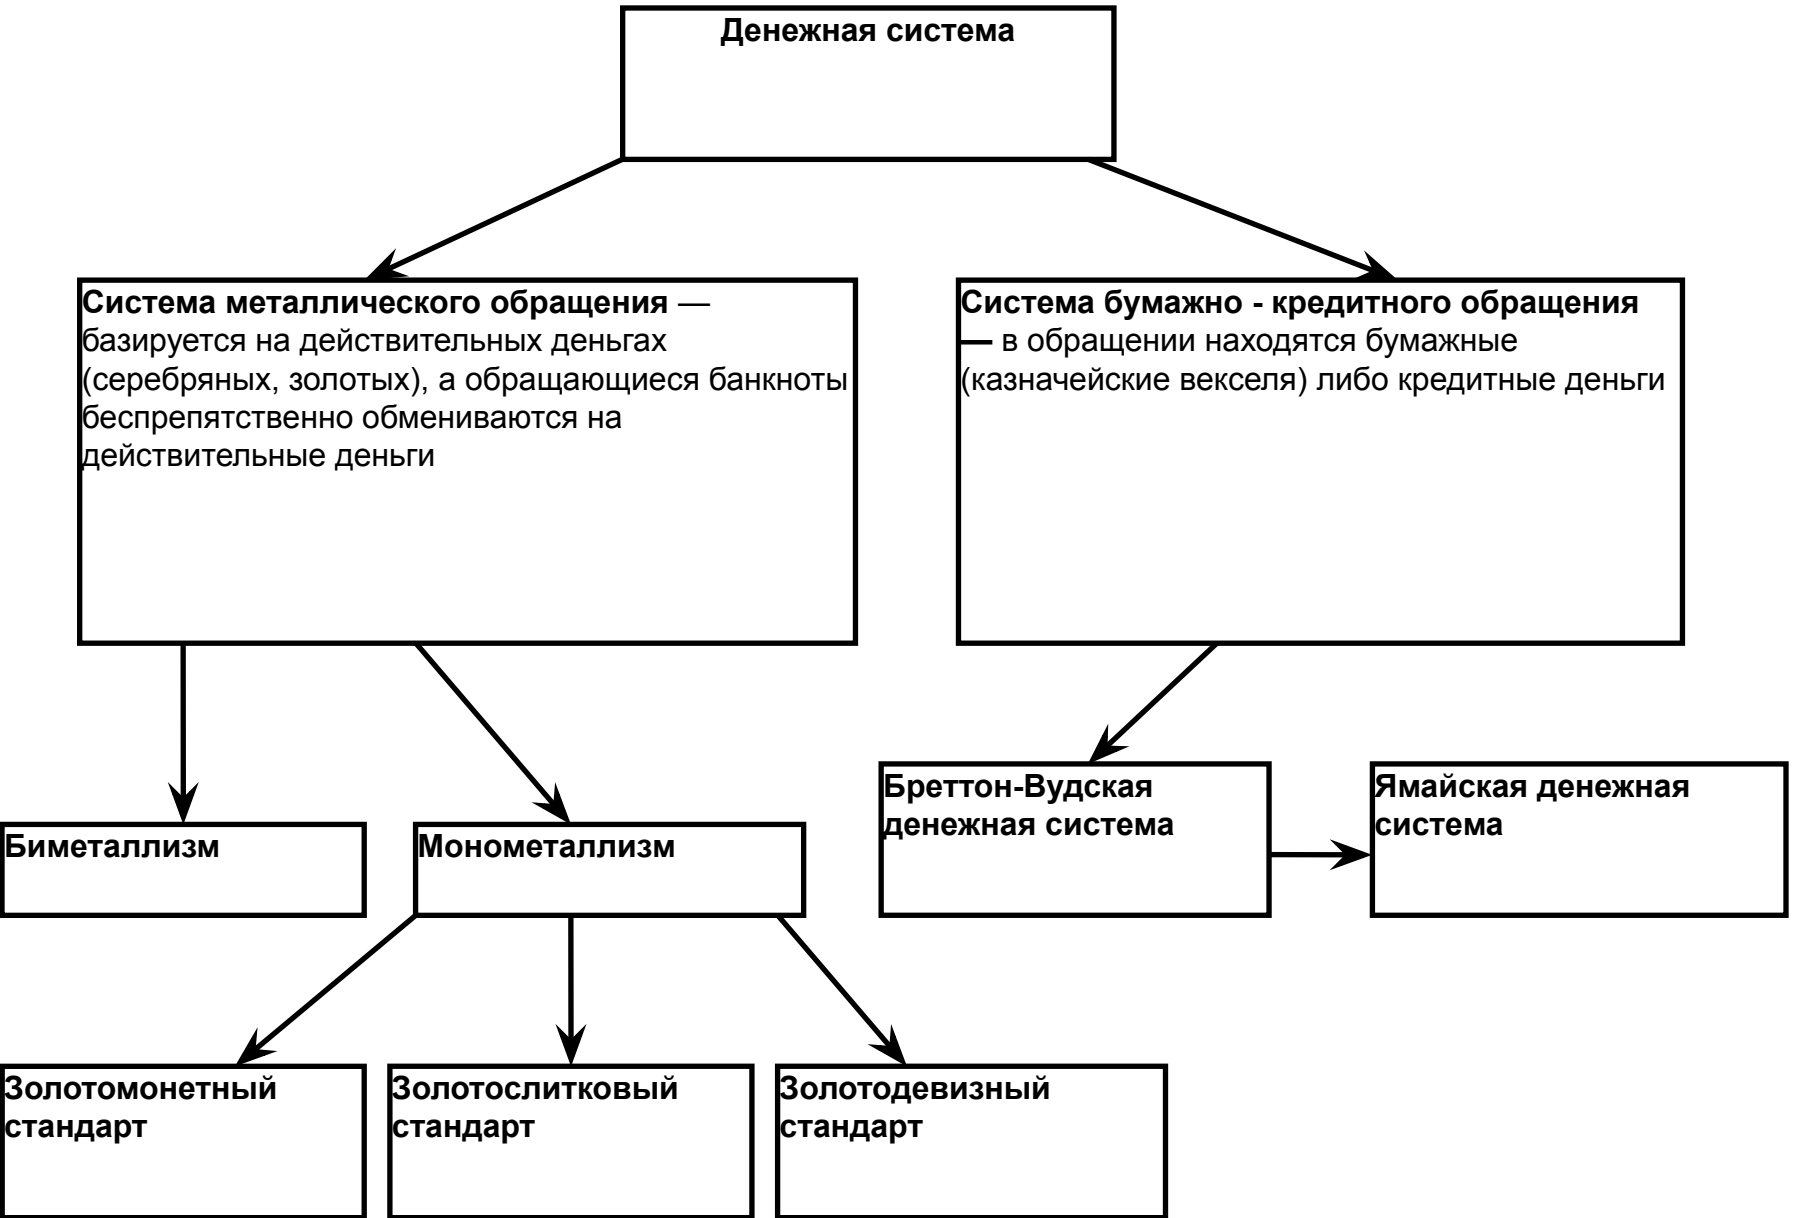 Денежная система
Система металлического обращения —
базируется на действительных деньгах
(серебряных, золотых), а обращающиеся банкноты
беспрепятственно обмениваются на
действительные деньги
Система бумажно - кредитного обращения
— в обращении находятся бумажные
(казначейские векселя) либо кредитные деньги
Бреттон-Вудская
денежная система
Ямайская денежная
система
Биметаллизм
Монометаллизм
Золотомонетный
стандарт
Золотослитковый
стандарт
Золотодевизный
стандарт